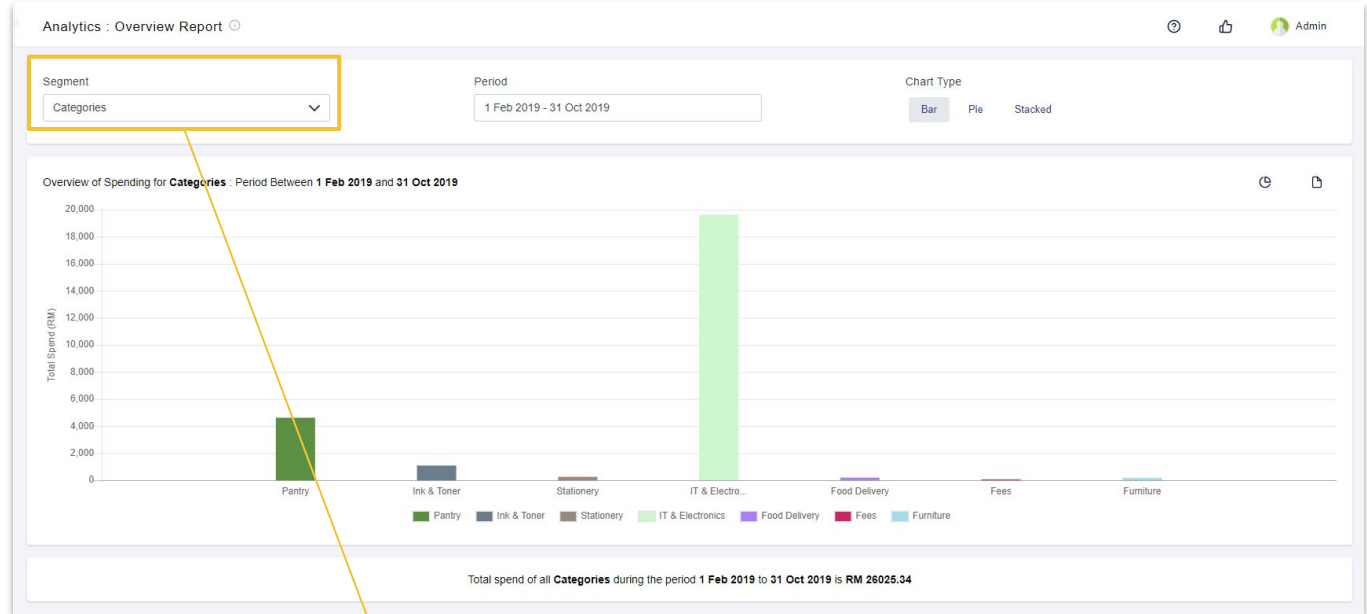 Analytics : Overview Report
Admin
Segment
Period
Chart Type
Categories
1 Feb 2019 - 31 Oct 2019
Bar Pie Stacked
Overview of Spending for Categories : Period Between 1 Feb 2019 and 31 Oct 2019
Total Spend (RM)
20,000
18,000
16,000
14,000
12,000
10,000
8,000
6,000
4,000
2,000
0
Pantry Ink & Toner Stationery IT & Electro... Food Delivery Fees Furniture
Pantry Ink & Toner Stationery IT & Electronics Food Delivery Fees Furniture
Total spend of all Categories during the period 1 Feb 2019 to 31 Oct 2019 is RM 26025.34